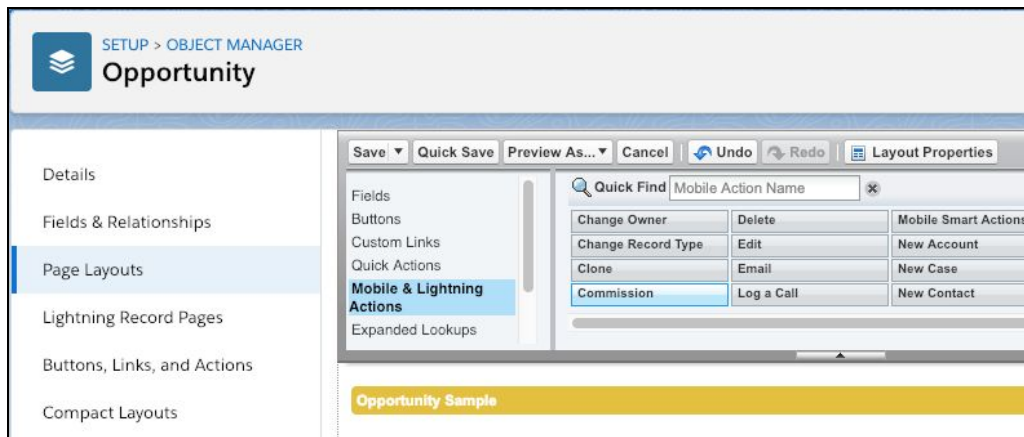 SETUP > OBJECT MANAGER
Opportunity
Details
Fields & Relationships
Page Layouts
Lightning Record Pages
Buttons, Links, and Actions
Compact Layouts
Save Quick Save Preview As... Cancel Undo Redo Layout Properties
Fields
Buttons
Custom Links
Quick Actions
Mobile & Lightning
Actions
Expanded Lookups
Quick Find Mobile Action Name
Change Owner Delete Mobile Smart Actions
Change Record Type Edit New Account
Clone Email New Case
Commission Log a Call New Contact
Opportunity Sample